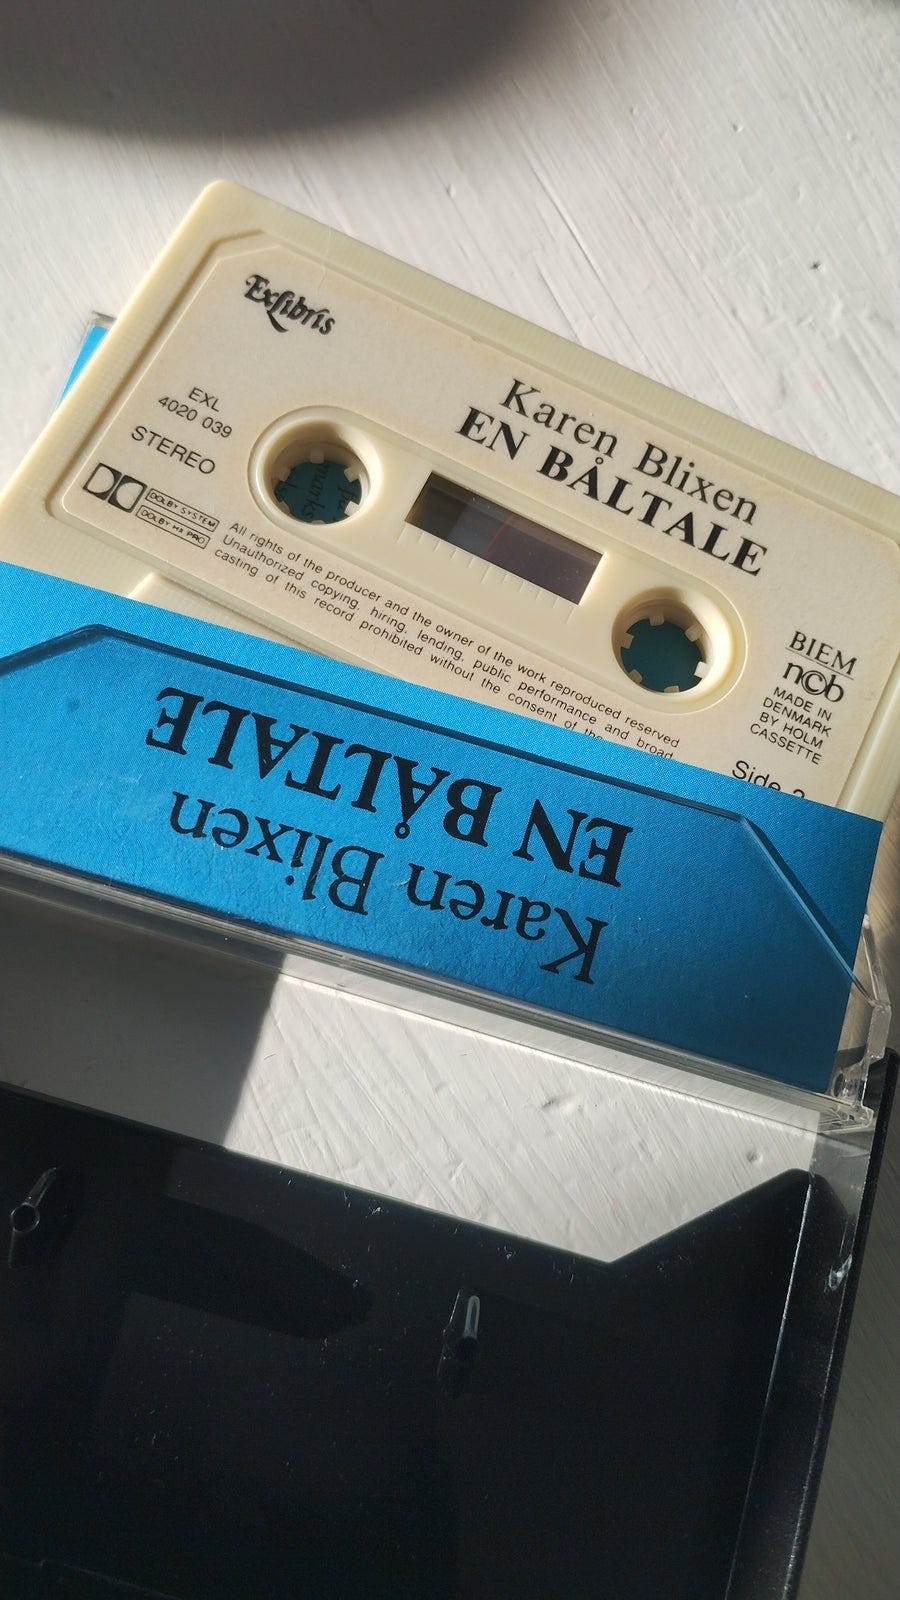 Exlibris
Karen Blixen
EN BÅLTALE
EXL
4020 039
STEREO
DOLBY SYSTEM
DOLBY HX PRO
All rights of the producer and the owner of the work reproduced reserved
Unauthorized copying, hiring, lending, public performance and broad
casting of this record prohibited without the consent of
BIEM
n©b
MADE IN
DENMARK
BY HOLM
CASSETTE
Side 2
Karen Blixen
EN BÅLTALE